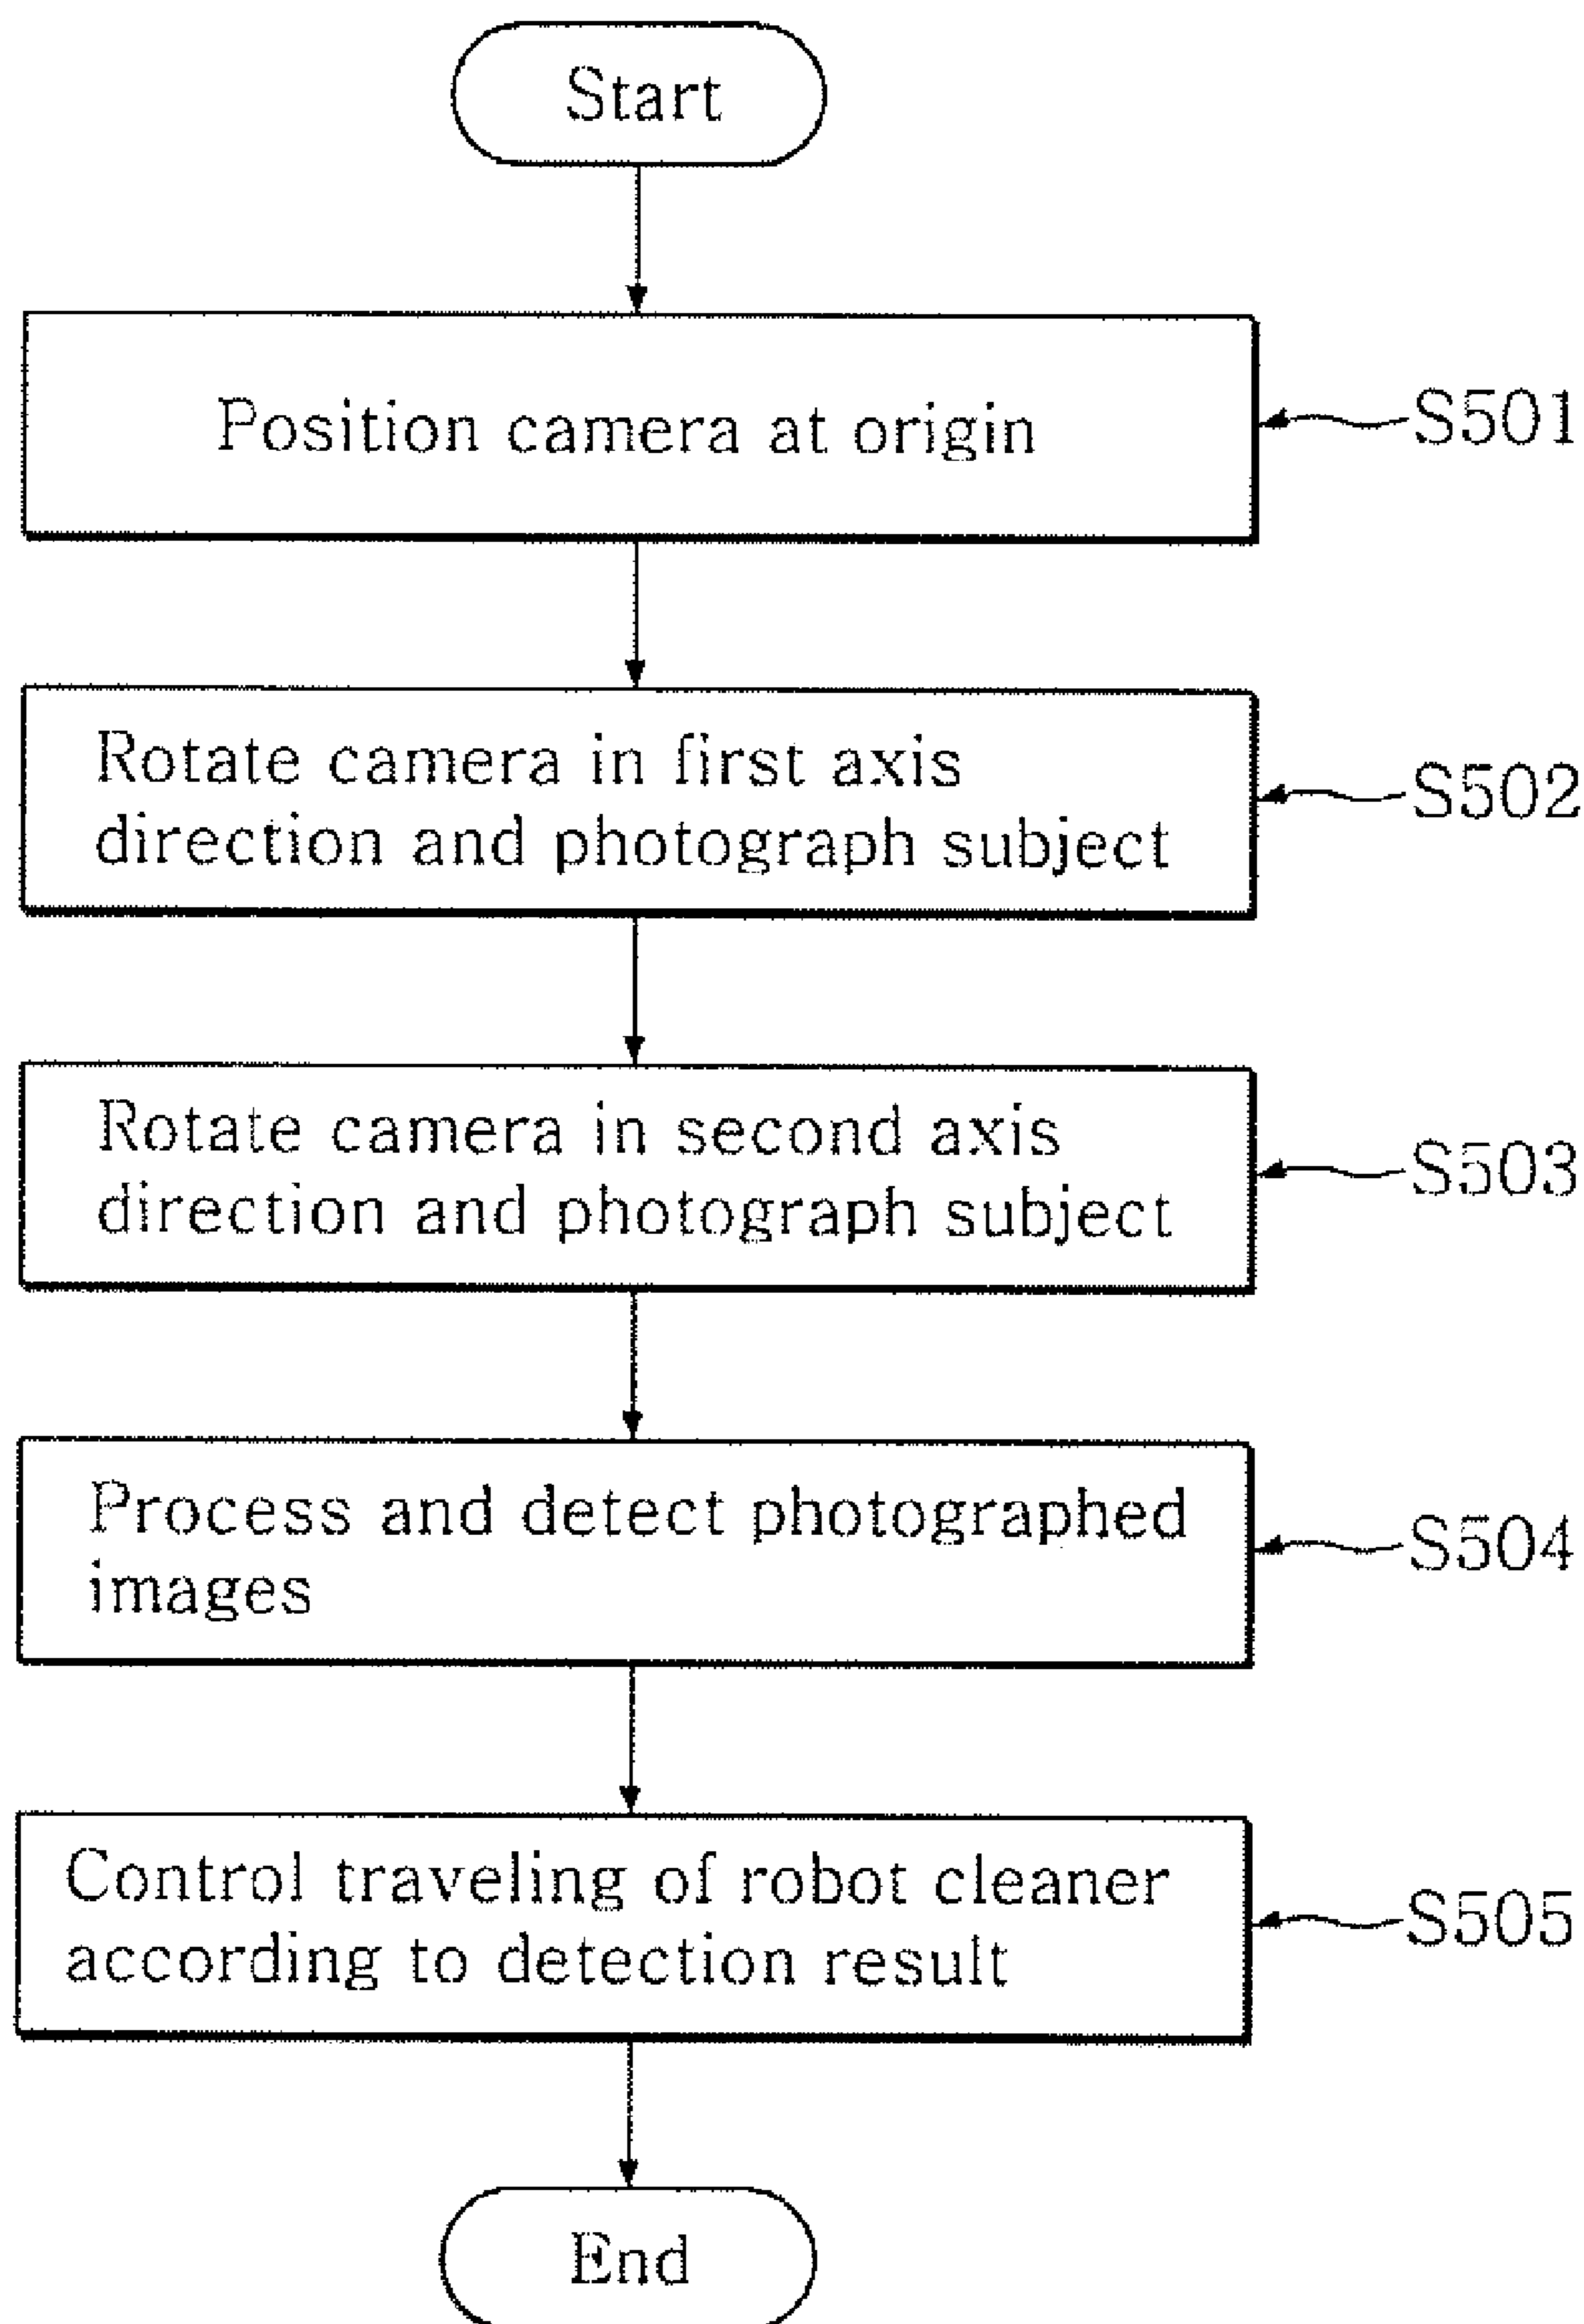 Start
Position camera at origin
S501
Rotate camera in first axis
direction and photograph subject
S502
Rotate camera in second axis
direction and photograph subject
S503
Process and detect photographed
images
S504
Control traveling of robot cleaner
according to detection result
S505
End